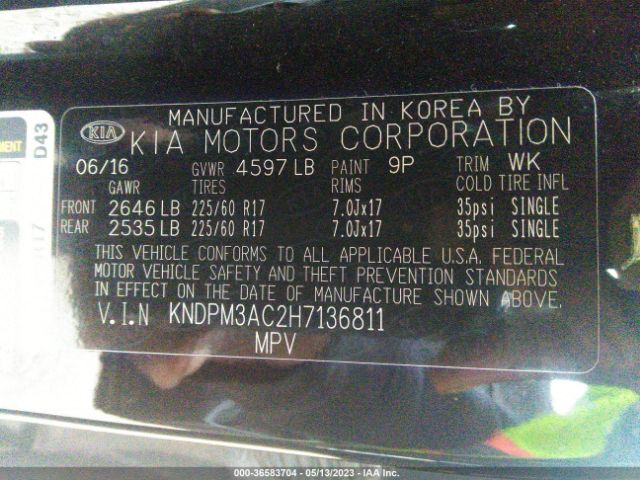 MANUFACTURED IN KOREA BY
KIA KIA MOTORS CORPORATION
06/16 GVWR 4597 LB PAINT 9P TRIM WK
GAWR TIRES RIMS COLD TIRE INFL
FRONT 2646 LB 225/60 R17 7.0Jx17 35psi SINGLE
REAR 2535 LB 225/60 R17 7.0Jx17 35psi SINGLE
THIS VEHICLE CONFORMS TO ALL APPLICABLE U.S.A. FEDERAL
MOTOR VEHICLE SAFETY AND THEFT PREVENTION STANDARDS
IN EFFECT ON THE DATE OF MANUFACTURE SHOWN ABOVE.
V.I.N KNDPM3AC2H7136811
MPV
D43
000-36583704 - 05/13/2023 - IAA Inc.